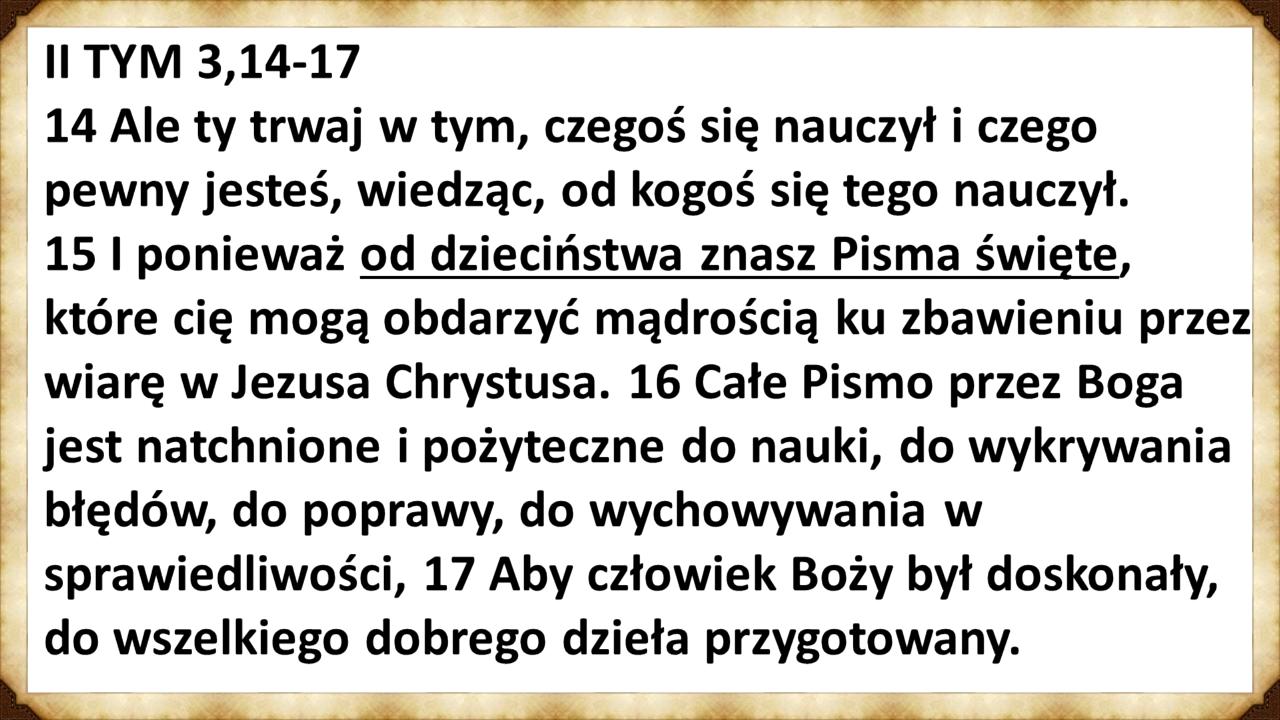 II TYM 3,14-17
14 Ale ty trwaj w tym, czegoś się nauczył i czego
pewny jesteś, wiedząc, od kogoś się tego nauczył.
15 I ponieważ od dzieciństwa znasz Pisma święte,
które cię mogą obdarzyć mądrością ku zbawieniu przez
wiarę w Jezusa Chrystusa. 16 Całe Pismo przez Boga
jest natchnione i pożyteczne do nauki, do wykrywania
błędów, do poprawy, do wychowywania w
sprawiedliwości, 17 Aby człowiek Boży był doskonały,
do wszelkiego dobrego dzieła przygotowany.